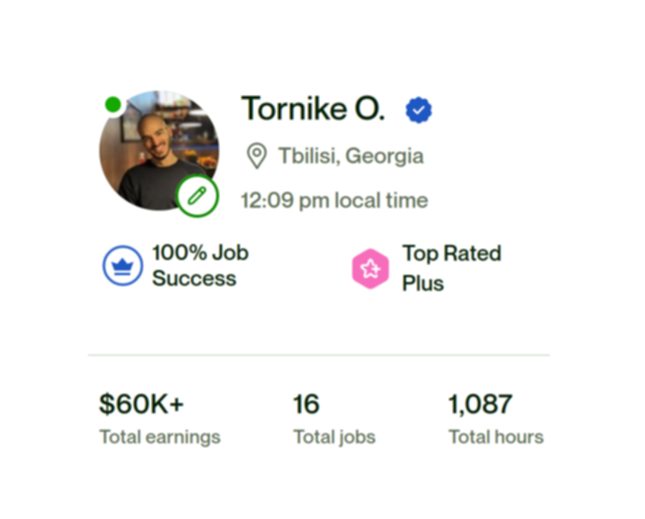 Tornike O.
Tbilisi, Georgia
12:09 pm local time
100% Job
Success
Top Rated
Plus
$60K+
Total earnings
16
Total jobs
1,087
Total hours